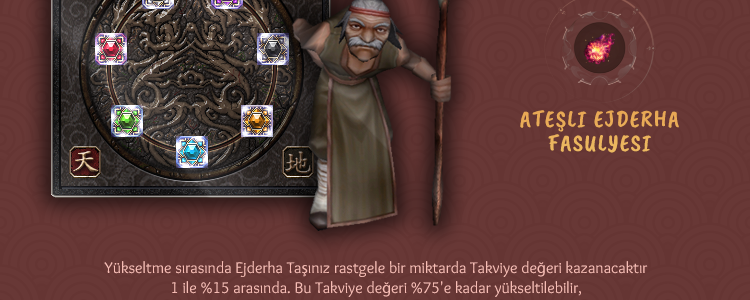 天
地
ATEŞLI EJDERHA
FASULYESI
Yükseltme sırasında Ejderha Taşınız rastgele bir miktarda Takviye değeri kazanacaktır
1 ile %15 arasında. Bu Takviye değeri %75'e kadar yükseltilebilir,